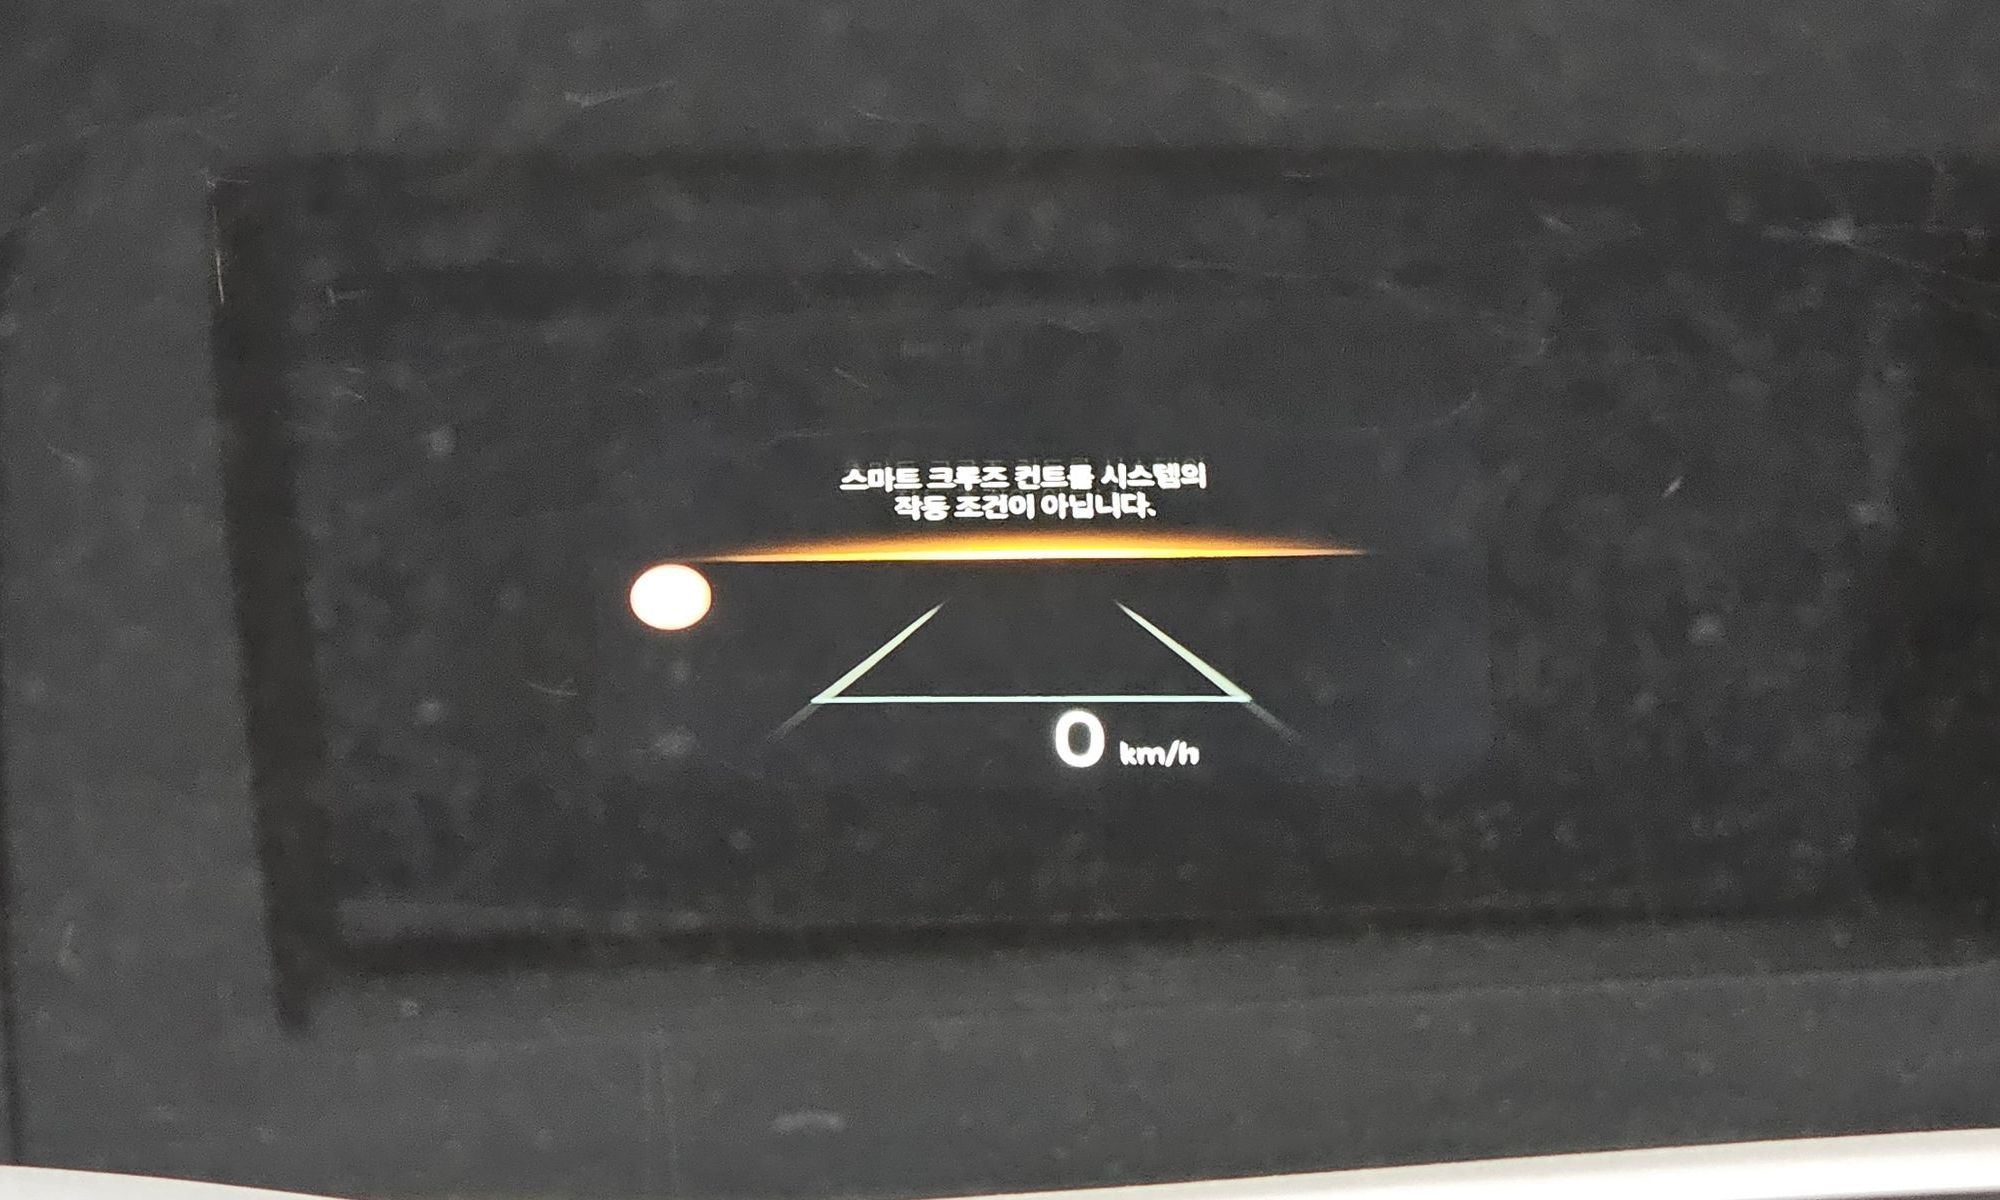 스마트 크루즈 컨트롤 시스템의
작동 조건이 아닙니다.
0 km/h